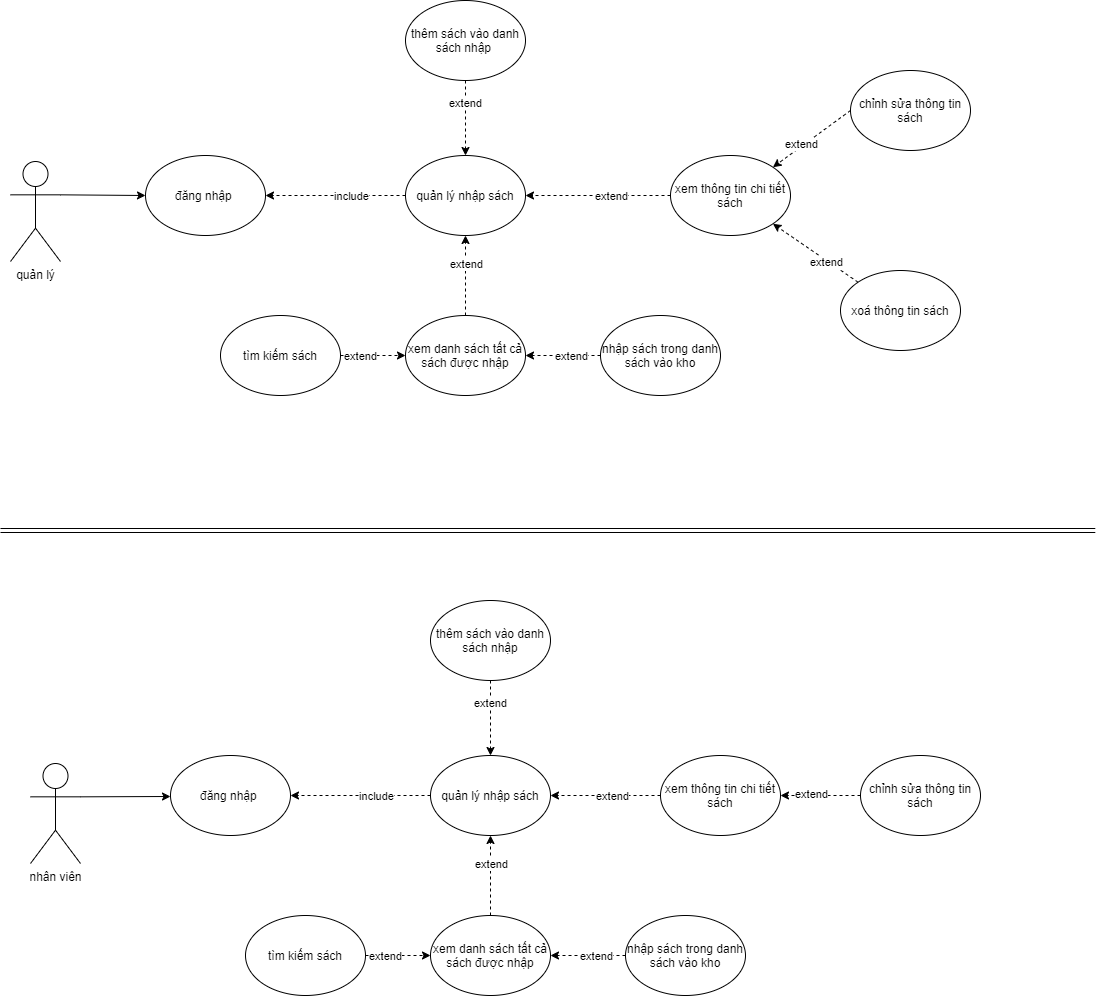 thêm sách vào danh
sách nhập
extend
chỉnh sửa thông tin
sách
extend
đăng nhập
include
quản lý nhập sách
extend
xem thông tin chi tiết
sách
quản lý
extend
extend
xoá thông tin sách
tìm kiếm sách
extend
xem danh sách tất cả
sách được nhập
extend
nhập sách trong danh
sách vào kho
thêm sách vào danh
sách nhập
extend
đăng nhập
include
quản lý nhập sách
extend
xem thông tin chi tiết
sách
extend
chỉnh sửa thông tin
sách
nhân viên
extend
tìm kiếm sách
extend
xem danh sách tất cả
sách được nhập
extend
nhập sách trong danh
sách vào kho